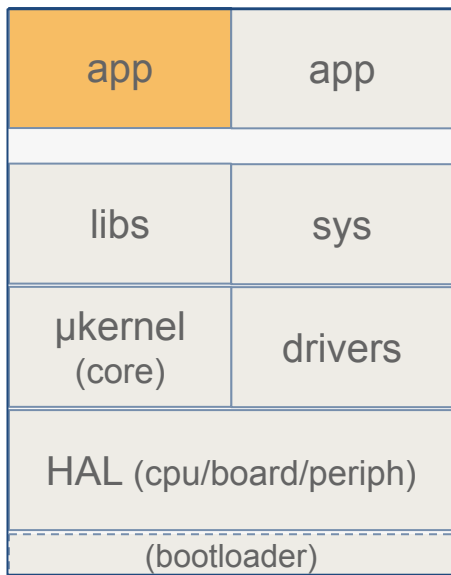 app app
libs sys
µkernel drivers
(core)
HAL (cpu/board/periph)
(bootloader)